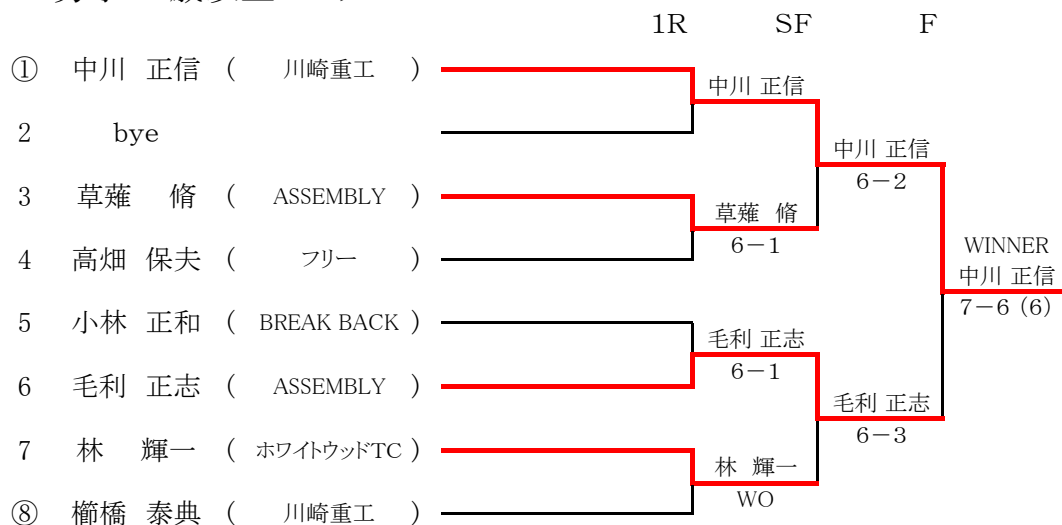 1R SF F
① 中川 正信 ( 川崎重工 )
中川 正信
2 bye
中川 正信
6－2
3 草薙 脩 ( ASSEMBLY )
草薙 脩
6－1
4 高畑 保夫 ( フリー )
WINNER
中川 正信
7－6 (6)
5 小林 正和 ( BREAK BACK )
毛利 正志
6－1
6 毛利 正志 ( ASSEMBLY )
毛利 正志
6－3
7 林 輝一 ( ホワイトウッドTC )
林 輝一
WO
⑧ 櫛橋 泰典 ( 川崎重工 )